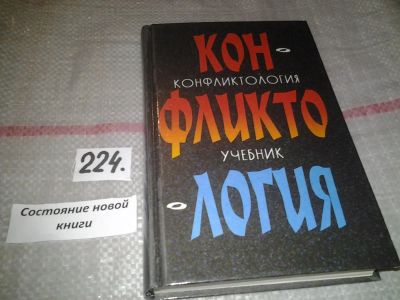 КОН-
КОНФЛИКТОЛОГИЯ
ФЛИКТО
УЧЕБНИК
-ЛОГИЯ
224.
Состояние новой
книги